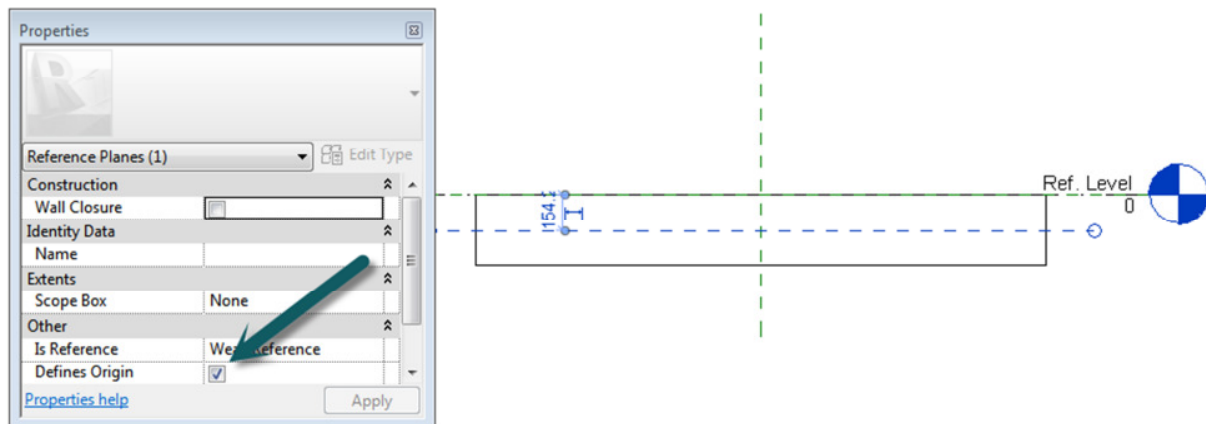 Properties
Reference Planes (1)
Edit Type
Construction
Wall Closure
Identity Data
Name
Extents
Scope Box None
Other
Is Reference
Defines Origin
Properties help
Apply
Ref. Level
0